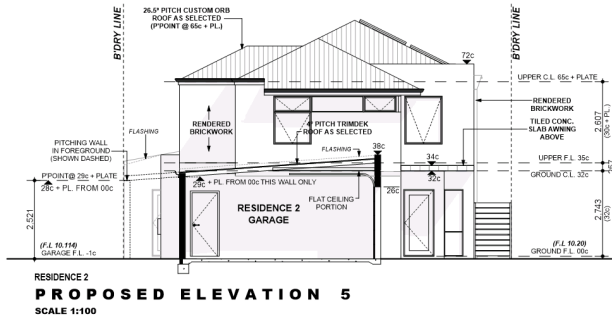 26.5° PITCH CUSTOM ORB
ROOF AS SELECTED
(P'POINT @ 65c + PL.)
B'DRY LINE
B'DRY LINE
72c
UPPER C.L. 65c + PLATE
RENDERED
BRICKWORK
RENDERED
BRICKWORK
4° PITCH TRIMDEK
ROOF AS SELECTED
TILED CONC.
SLAB AWNING
ABOVE
2,607
(30c + PL.)
FLASHING
PITCHING WALL
IN FOREGROUND
(SHOWN DASHED)
FLASHING
38c
34c
UPPER F.L. 35c
P'POINT@ 29c + PLATE
28c + PL. FROM 00c
29c + PL. FROM 00c THIS WALL ONLY
32c
GROUND C.L. 32c
26c
FLAT CEILING
PORTION
RESIDENCE 2
GARAGE
2,521
2,743
(32c)
(F.L 10.114)
GARAGE F.L. -1c
(F.L 10.20)
GROUND F.L. 00c
RESIDENCE 2
PROPOSED ELEVATION 5
SCALE 1:100